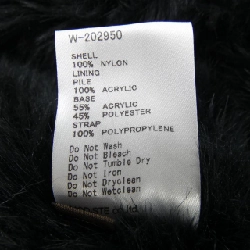 W-202950
SHELL
100% NYLON
LINING
PILE
100% ACRYLIC
BASE
55% ACRYLIC
45% POLYESTER
STRAP
100% POLYPROPYLENE
Do Not Wash
Do Not Bleach
Do Not Tumble Dry
Do Not Iron
Do Not Dryclean
Do Not Wetclean